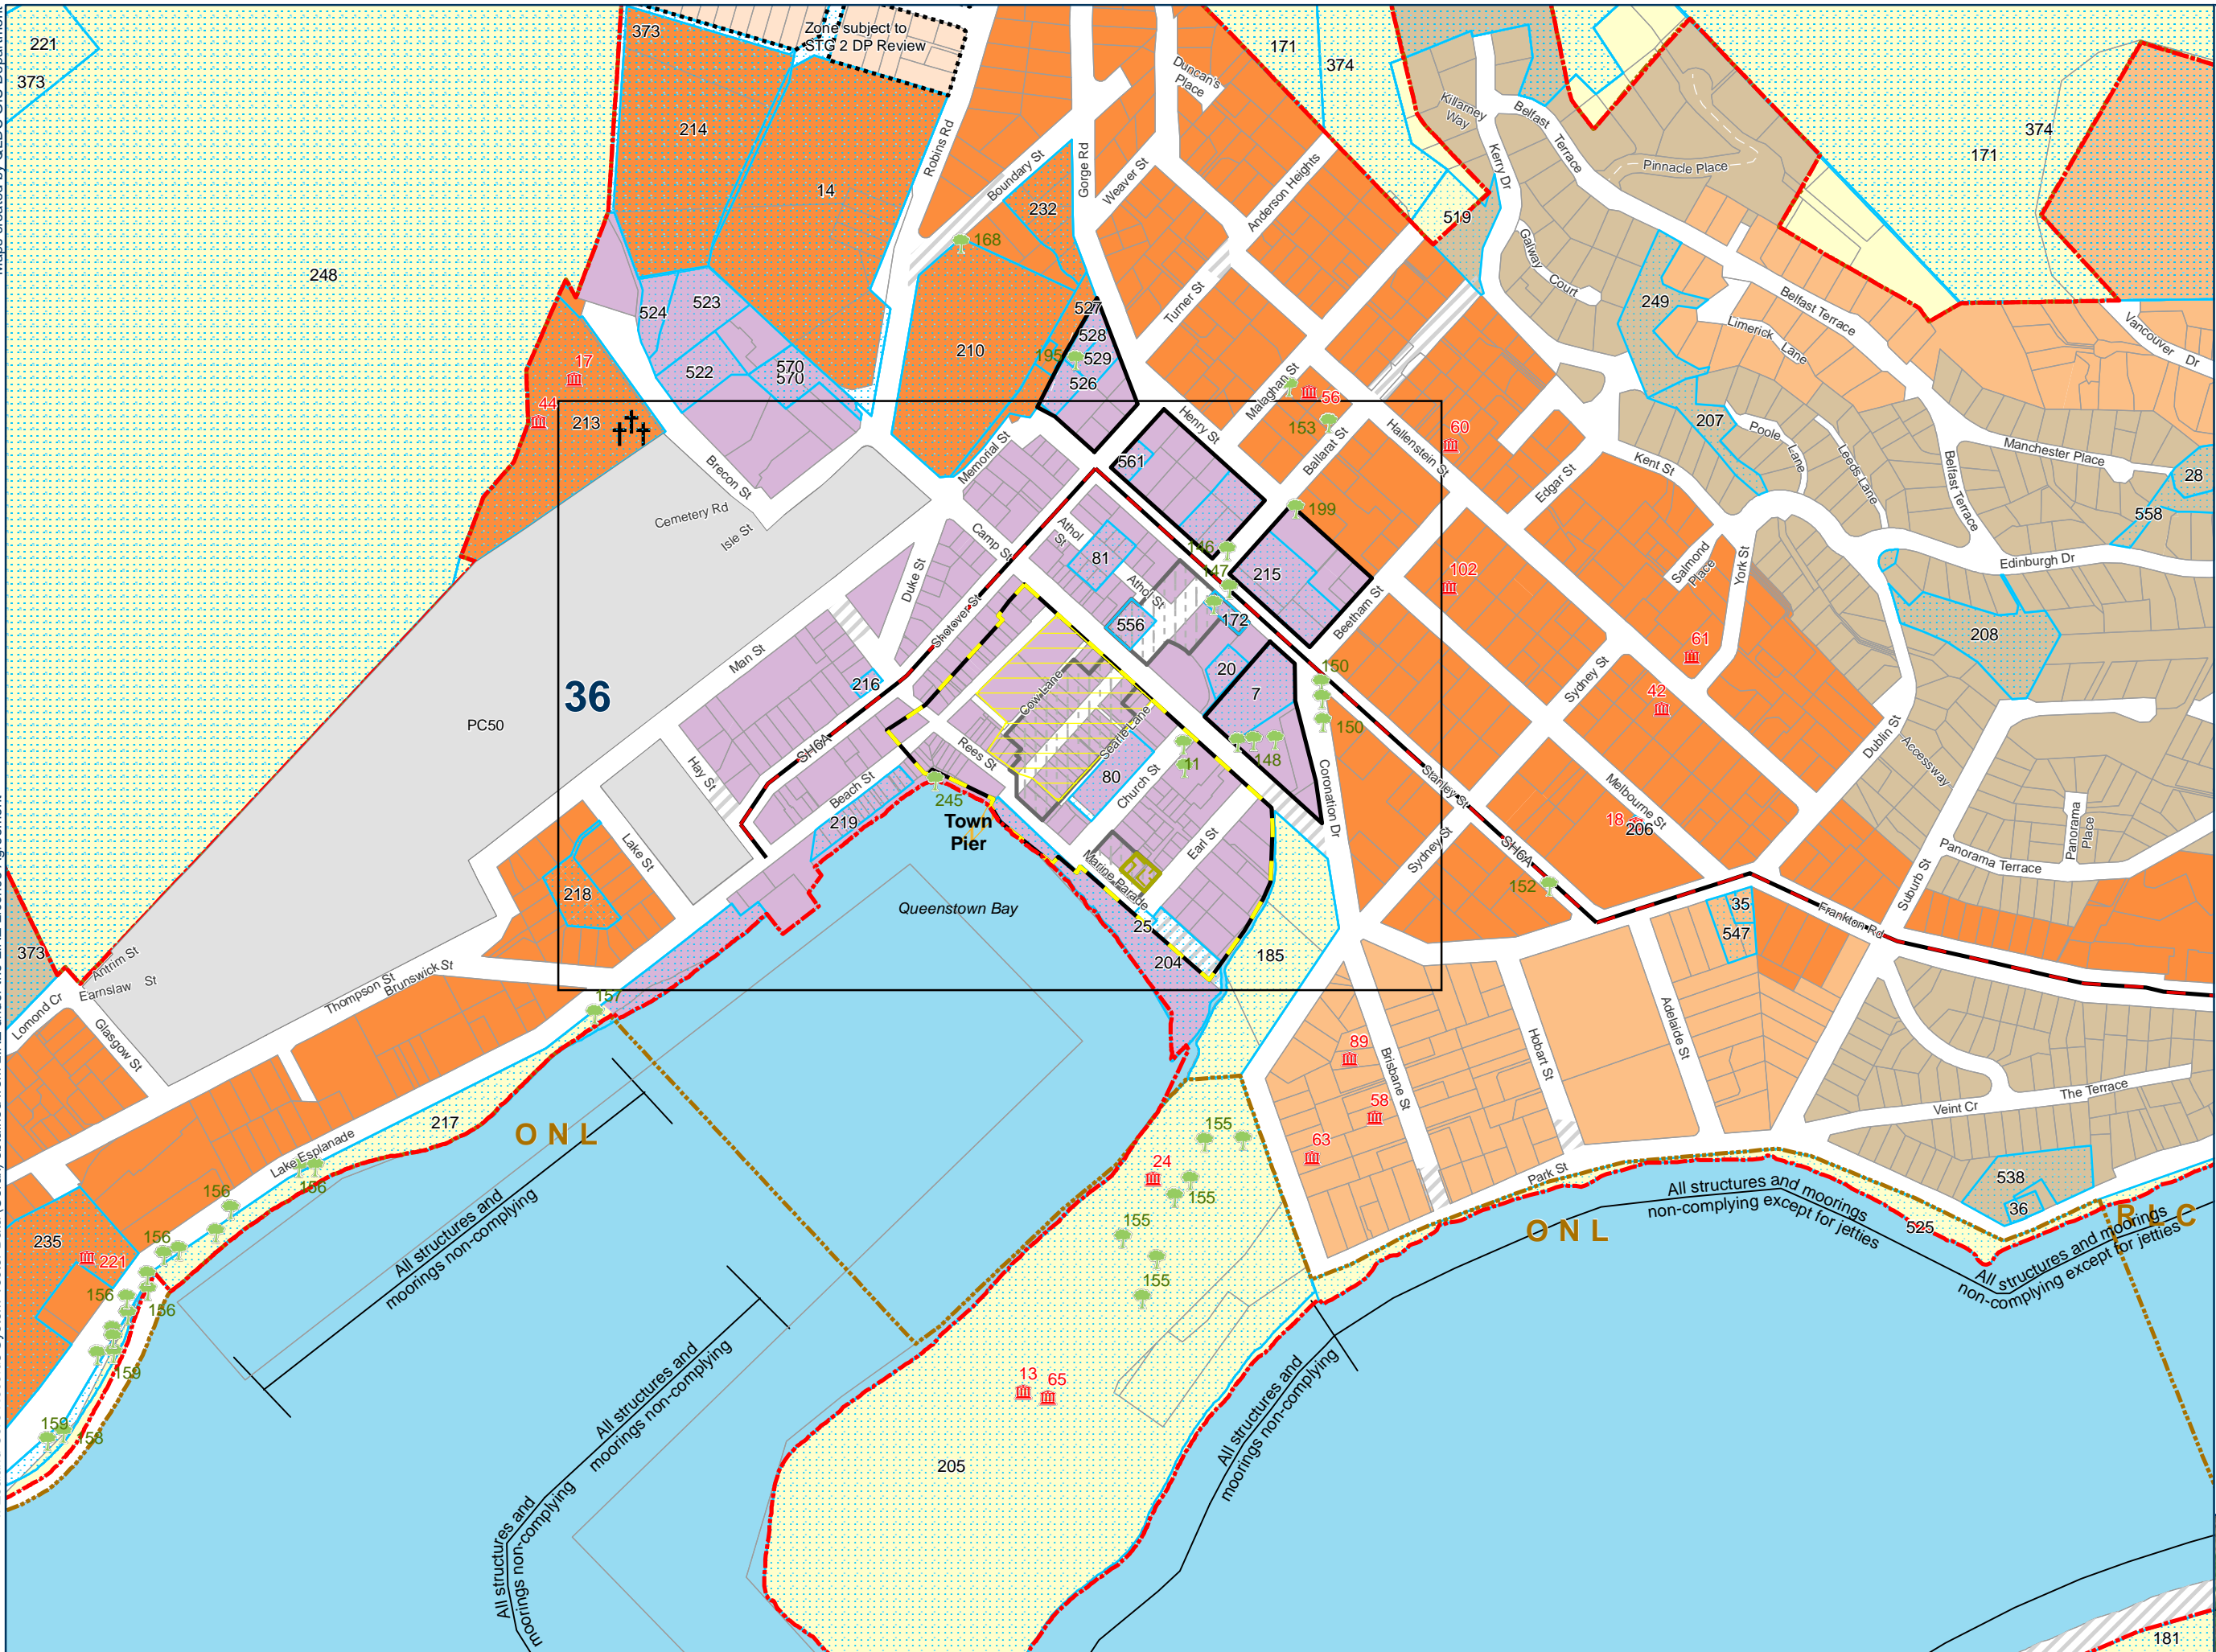 221
373
373
Zone subject to
STG 2 DP Review
214
14
Robins Rd
Boundary St
Gorge Rd
Weaver St
Duncan's
Place
171
374
Anderson Heights
Killarney
Way
Belfast
Terrace
Kerry Dr
Pinnacle Place
519
374
171
248
168
232
Galway
Court
249
Belfast Terrace
Limerick Lane
Vancouver Dr
524
523
522
570
570
210
527
528
529
526
195
Turner St
Malaghan St
56
153
Ballarat St
Henry St
Hallenstein St
60
17
44
213
Brecon St
Cemetery Rd
Isle St
Memorial St
561
199
Edgar St
Kent St
207
Poole
Lane
Leeds Lane
Belfast Terrace
Manchester Place
28
558
Edinburgh Dr
Camp St
Athol
St
81
Athol St
146
147
215
102
Beetham St
Salmond
Place
York St
208
Duke St
Shotover St
556
172
61
36
Man St
216
20
7
150
150
Sydney St
42
PC50
Cow Lane
Searle Lane
Rees St
SH6A
Hay St
Beach St
11
148
80
Church St
Coronation Dr
Stanley St
Melbourne St
Dublin St
Accessway
245
Town
Pier
219
Lake St
Earl St
Marine Parade
18
206
Sydney St
SH6A
152
Panorama
Place
Panorama Terrace
Suburb St
218
Queenstown Bay
25
204
185
35
547
Frankton Rd
373
Antrim St
Earnslaw St
Lomond Cr
Glasgow St
Thompson St
Brunswick St
157
Adelaide St
Hobart St
Brisbane St
89
58
63
217
ONL
Lake Esplanade
156
156
156
156
156
159
159
158
235
221
All structures and
moorings non-complying
155
24
155
155
155
Park St
ONL
All structures and moorings
non-complying except for jetties
525
The Terrace
Veint Cr
538
36
RLC
All structures and moorings
non-complying except for jetties
13
65
All structures and
moorings non-complying
All structures and
moorings non-complying
205
All structures and
moorings non-complying
181